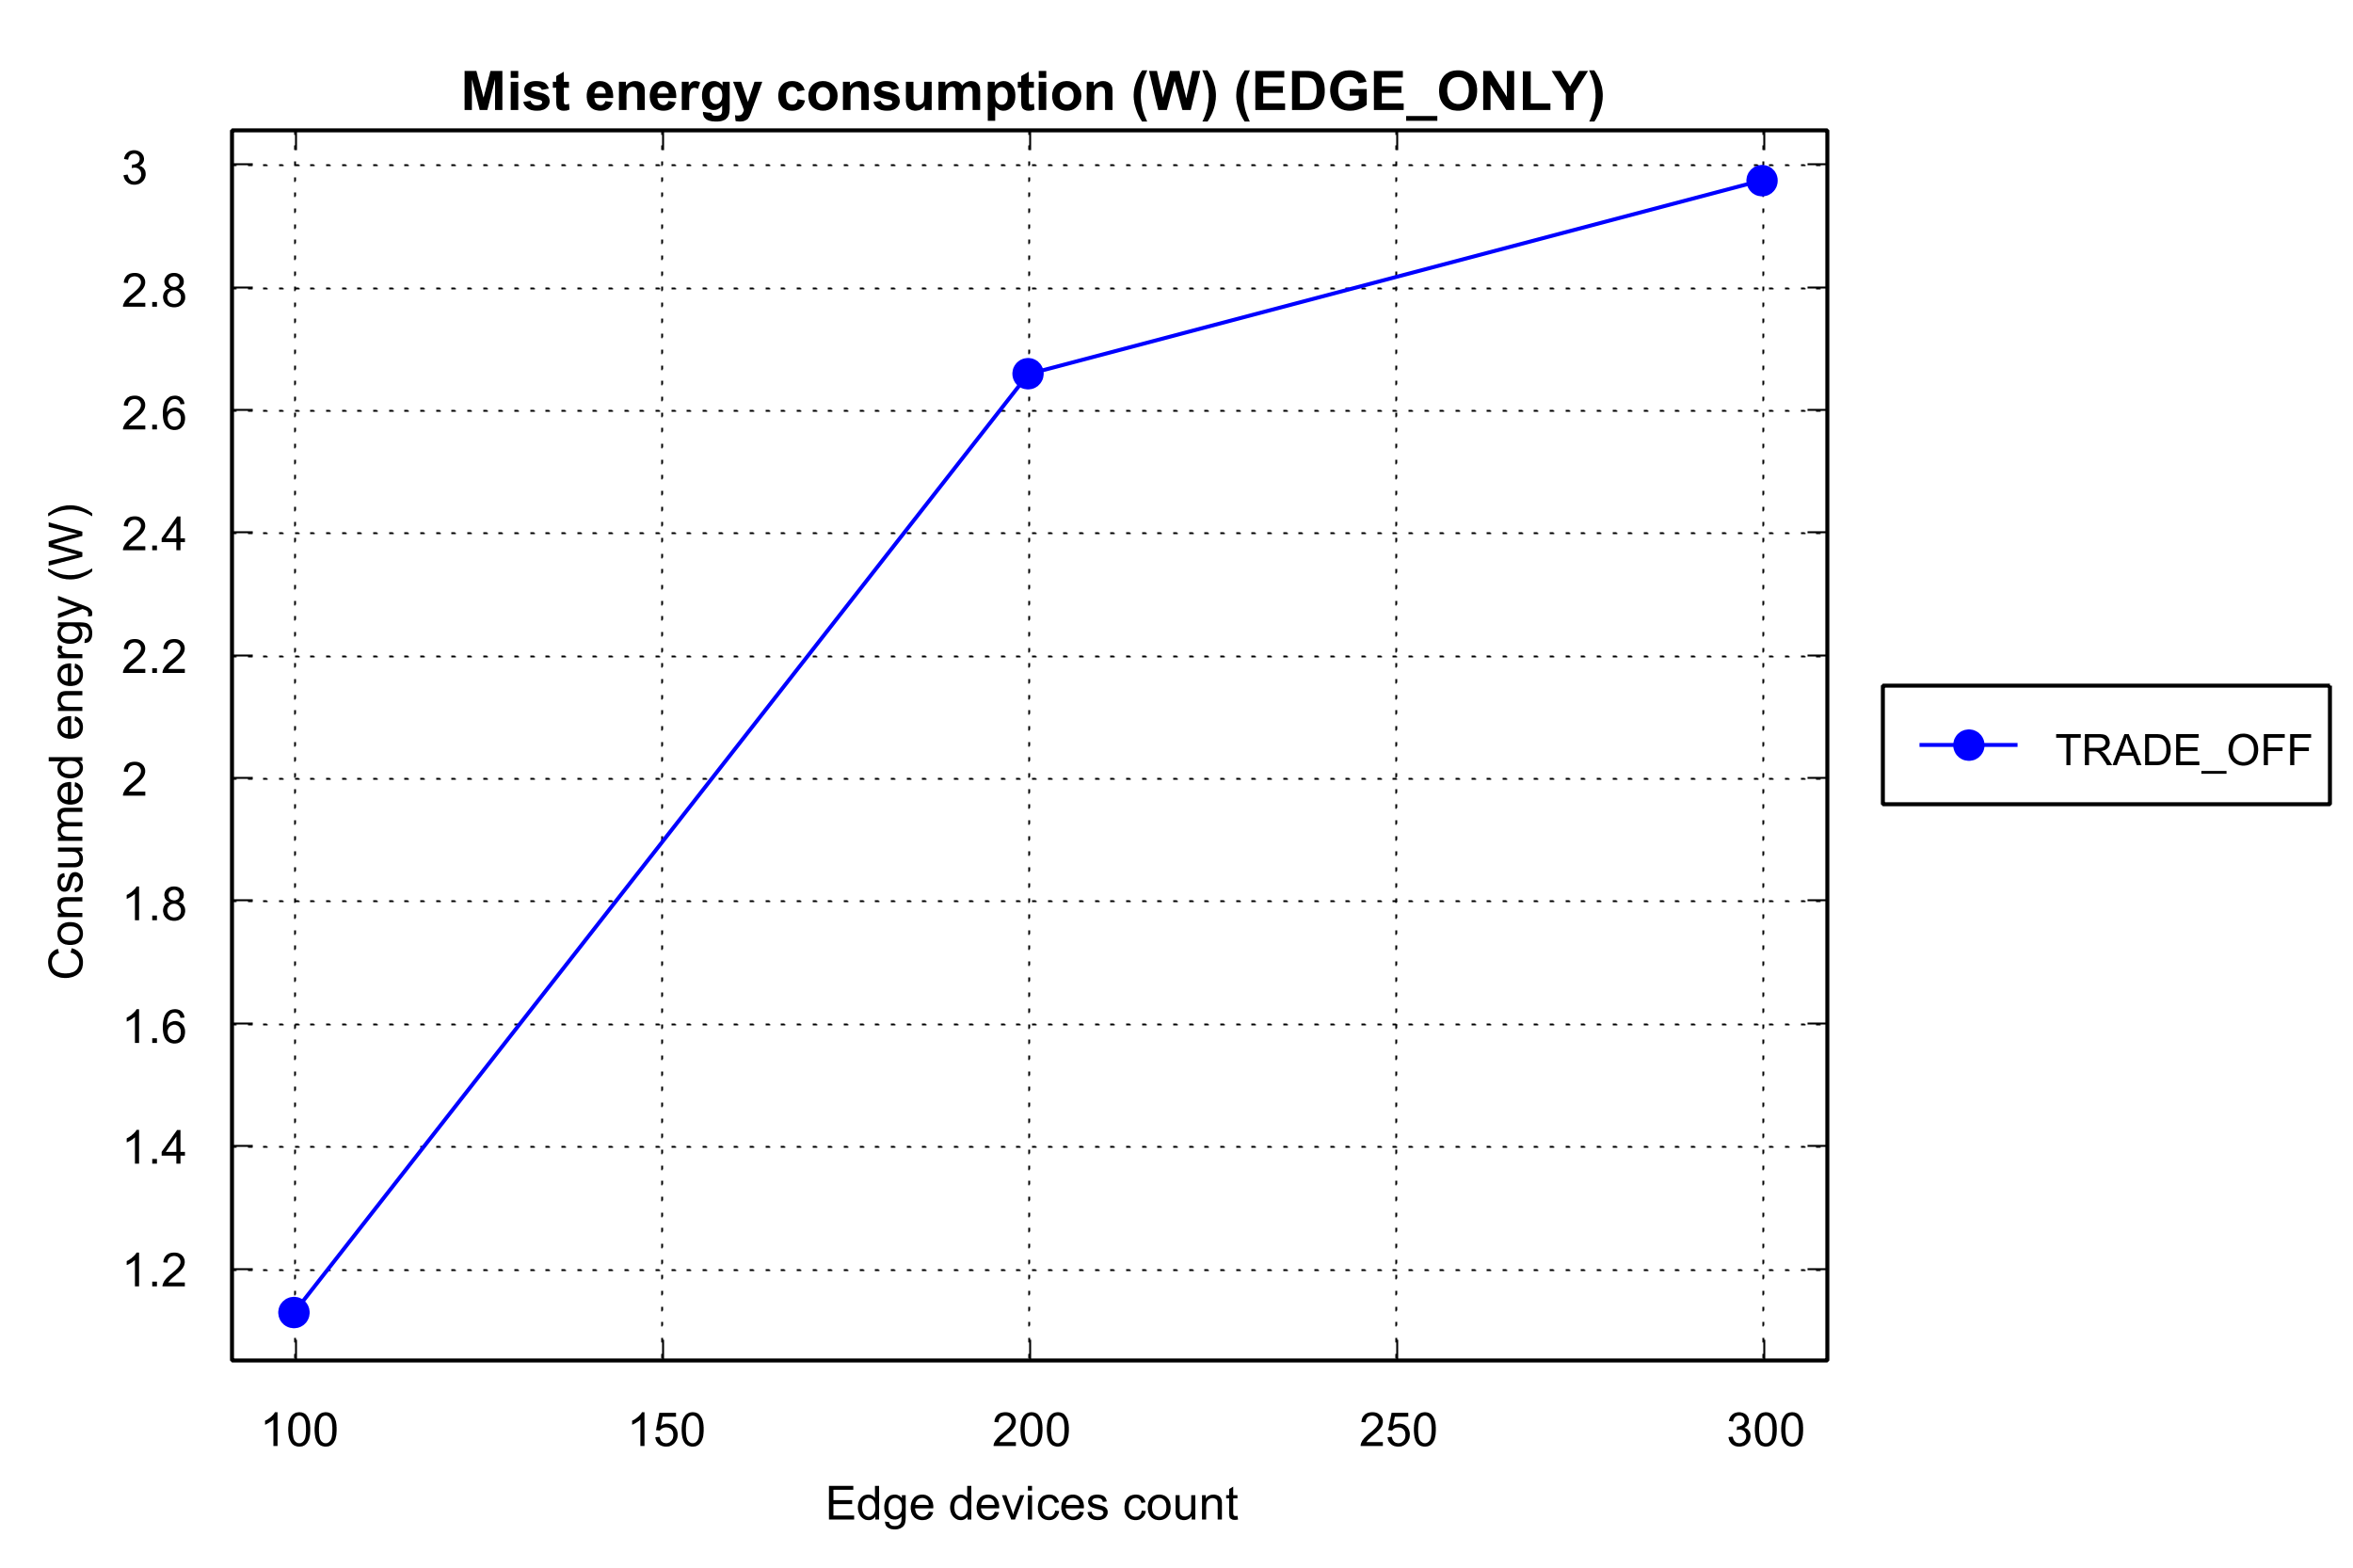 Mist energy consumption (W) (EDGE_ONLY)
3
2.8
2.6
2.4
2.2
2
1.8
1.6
1.4
1.2
Consumed energy (W)
TRADE_OFF
100 150 200 250 300
Edge devices count